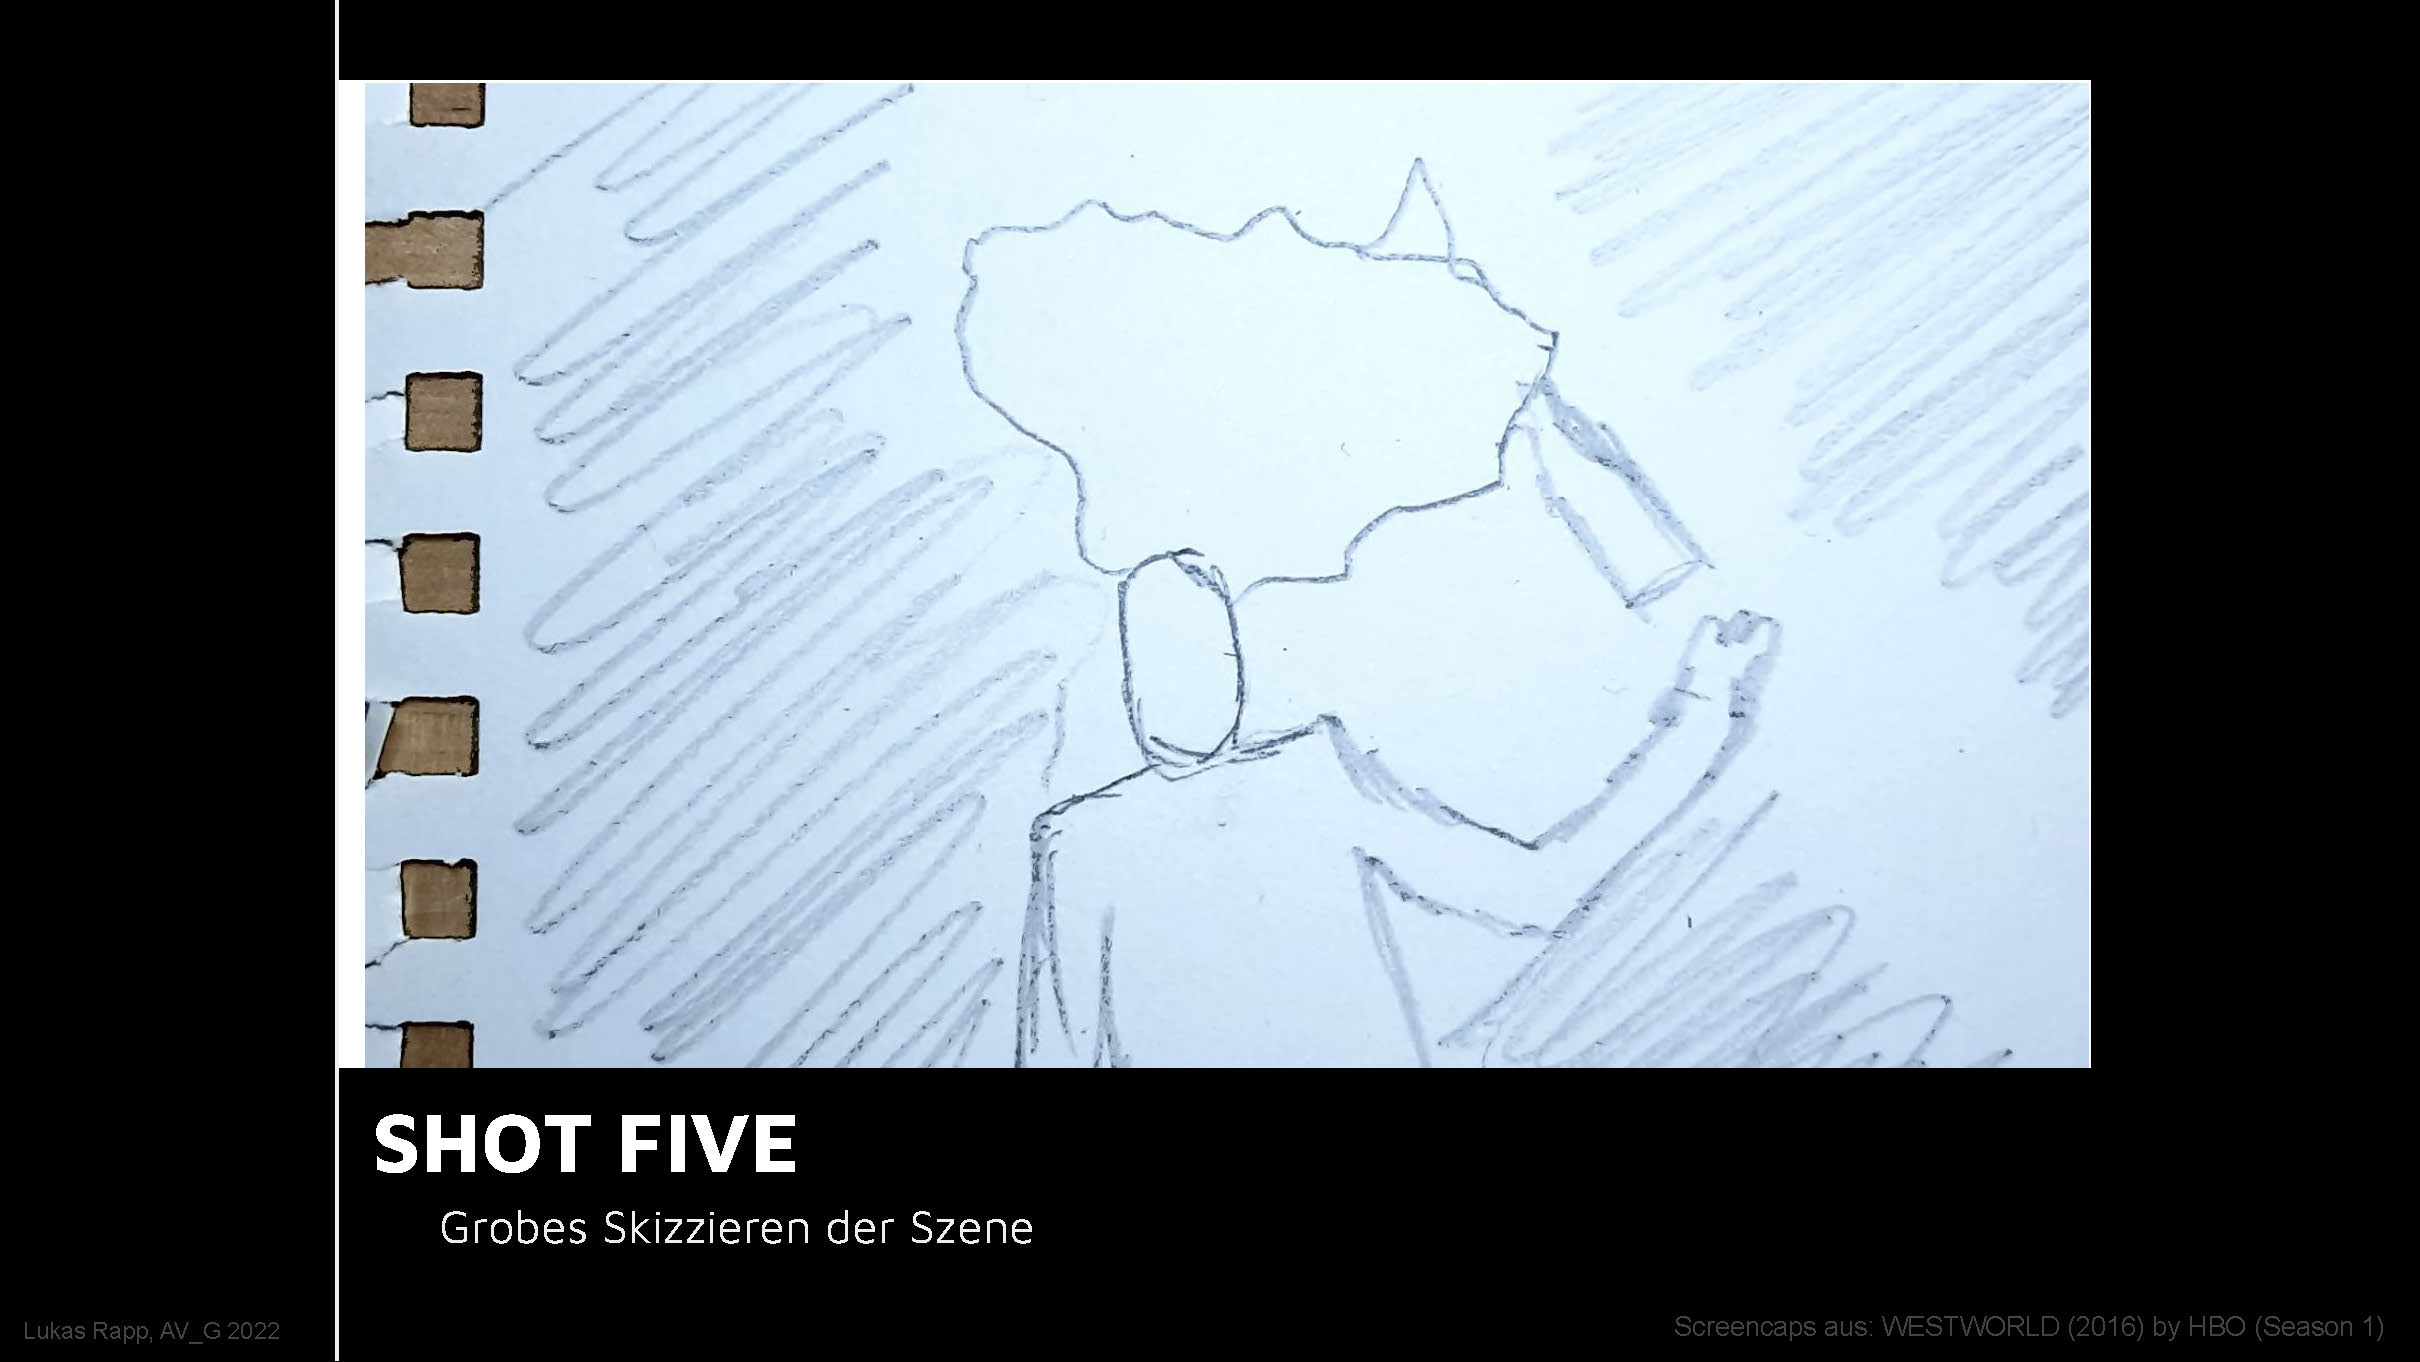 SHOT FIVE
Grobes Skizzieren der Szene
Lukas Rapp, AV_G 2022
Screencaps aus: WESTWORLD (2016) by HBO (Season 1)